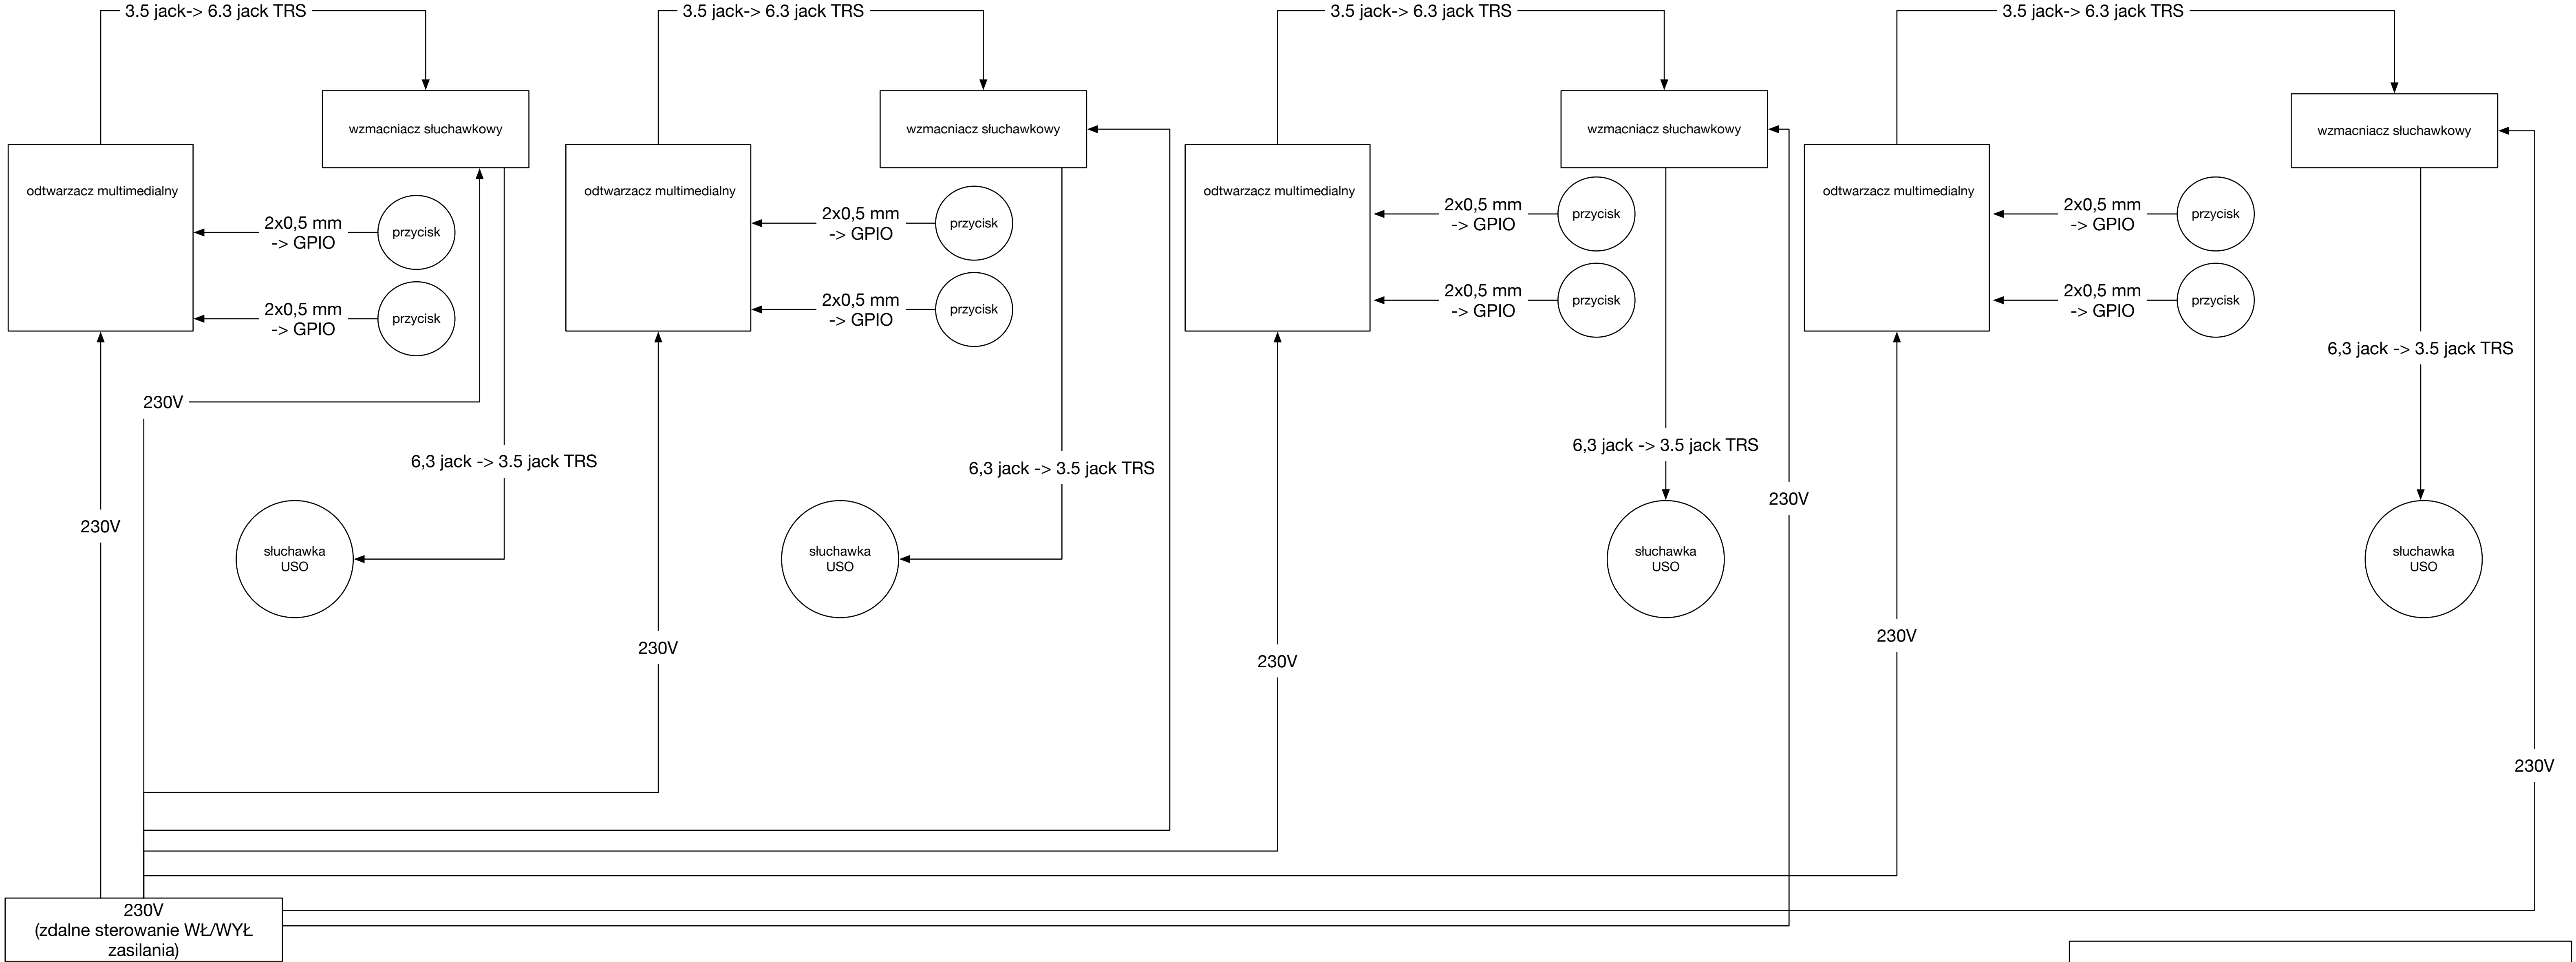 3.5 jack-> 6.3 jack TRS
3.5 jack-> 6.3 jack TRS
3.5 jack-> 6.3 jack TRS
3.5 jack-> 6.3 jack TRS
wzmacniacz słuchawkowy
wzmacniacz słuchawkowy
wzmacniacz słuchawkowy
wzmacniacz słuchawkowy
odtwarzacz multimedialny
odtwarzacz multimedialny
odtwarzacz multimedialny
odtwarzacz multimedialny
2x0,5 mm
-> GPIO
przycisk
2x0,5 mm
-> GPIO
przycisk
2x0,5 mm
-> GPIO
przycisk
2x0,5 mm
-> GPIO
przycisk
2x0,5 mm
-> GPIO
przycisk
2x0,5 mm
-> GPIO
przycisk
2x0,5 mm
-> GPIO
przycisk
2x0,5 mm
-> GPIO
przycisk
6,3 jack -> 3.5 jack TRS
230V
6,3 jack -> 3.5 jack TRS
6,3 jack -> 3.5 jack TRS
6,3 jack -> 3.5 jack TRS
230V
230V
słuchawka
USO
słuchawka
USO
słuchawka
USO
słuchawka
USO
230V
230V
230V
230V
230V
230V
(zdalne sterowanie WŁ/WYŁ
zasilania)